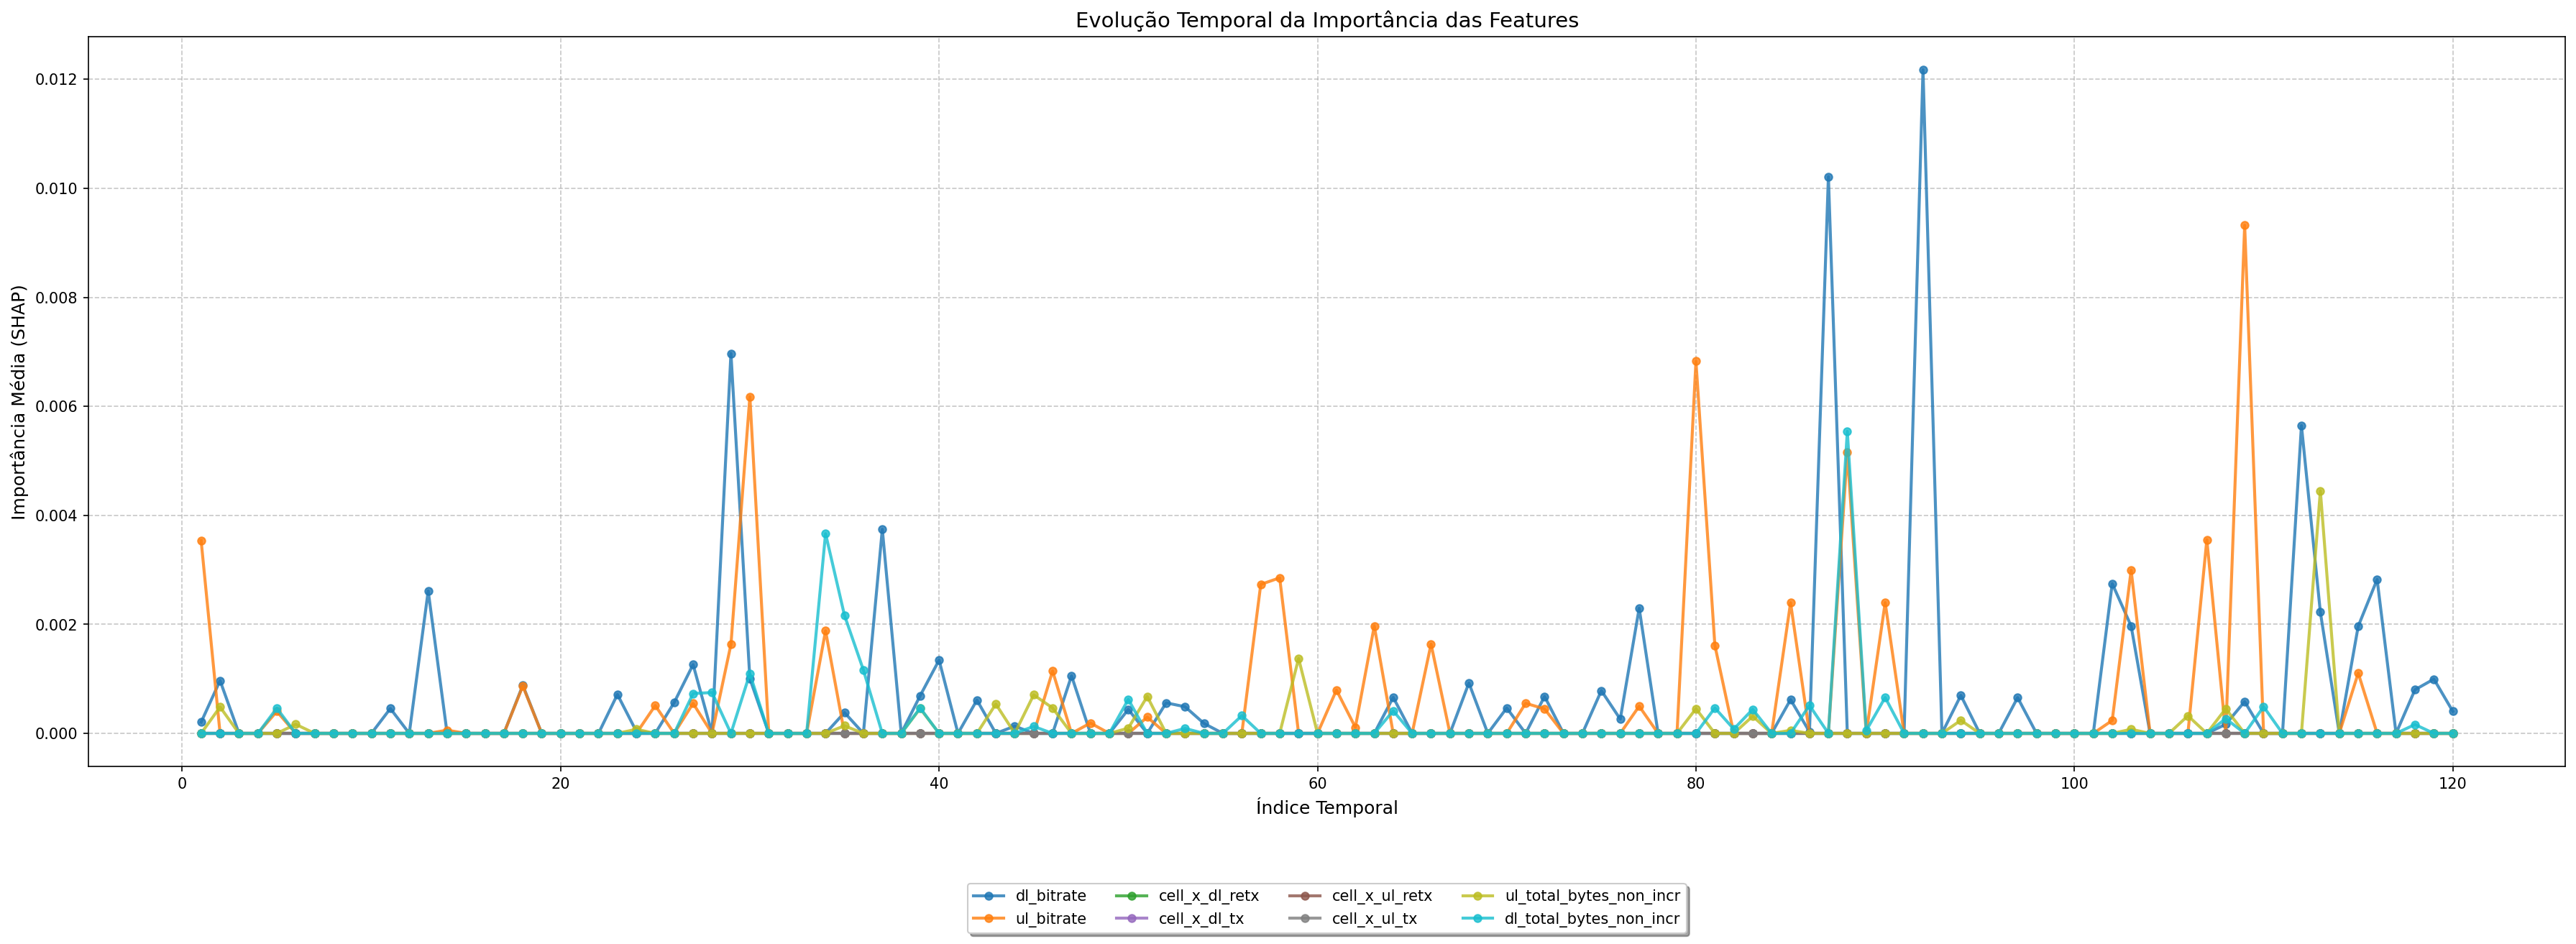 Evolução Temporal da Importância das Features
Importância Média (SHAP)
0.012
0.010
0.008
0.006
0.004
0.002
0.000
0 20 40 60 80 100 120
Índice Temporal
dl_bitrate cell_x_dl_retx cell_x_ul_retx ul_total_bytes_non_incr
ul_bitrate cell_x_dl_tx cell_x_ul_tx dl_total_bytes_non_incr